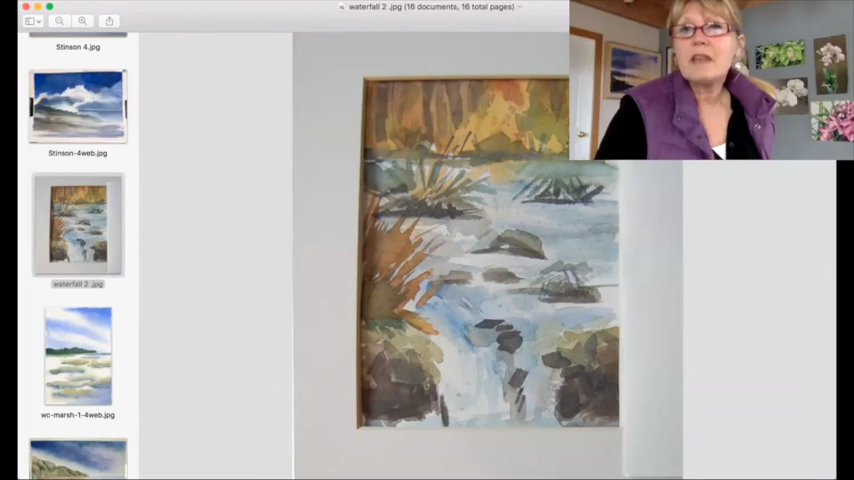 waterfall 2 .jpg (16 documents, 16 total pages)
Stinson 4.jpg
Stinson-4web.jpg
waterfall 2 .jpg
wc-marsh-1-4web.jpg